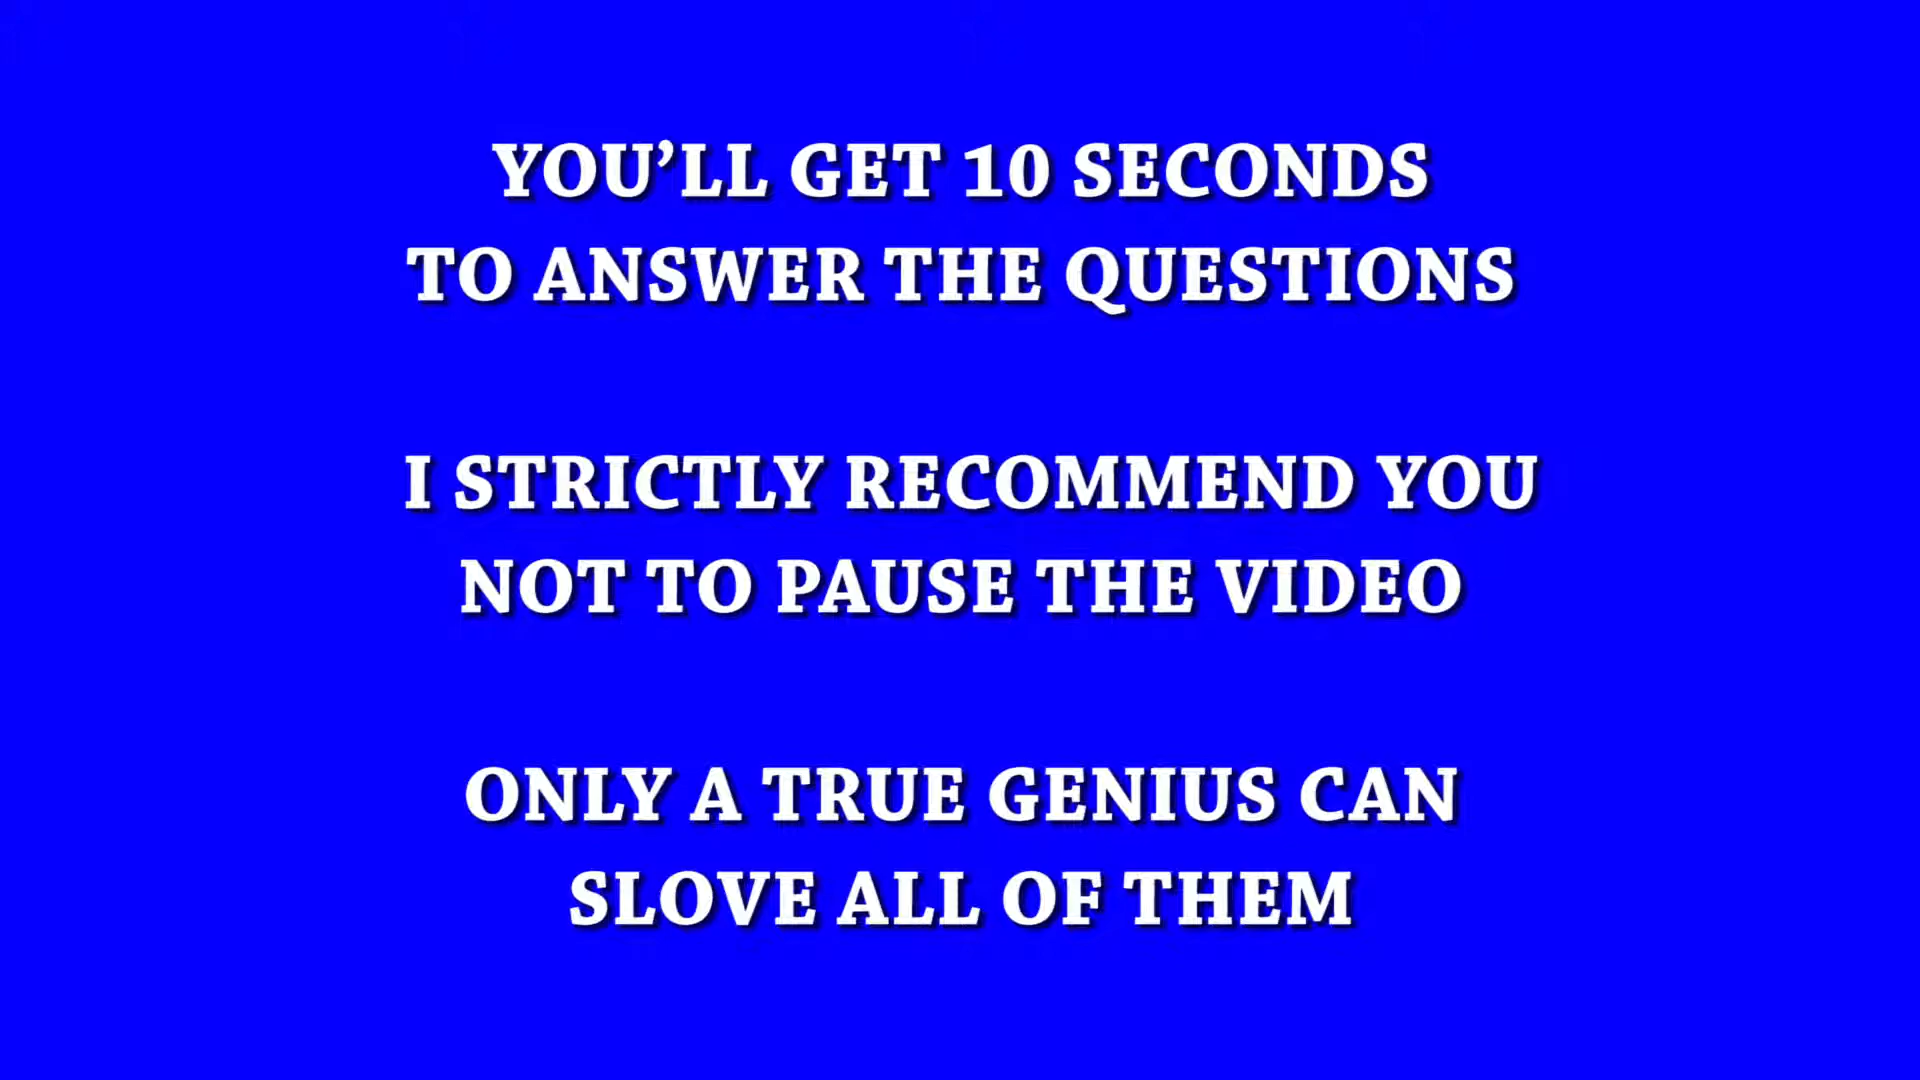 YOU’LL GET 10 SECONDS
TO ANSWER THE QUESTIONS
I STRICTLY RECOMMEND YOU
NOT TO PAUSE THE VIDEO
ONLY A TRUE GENIUS CAN
SLOVE ALL OF THEM